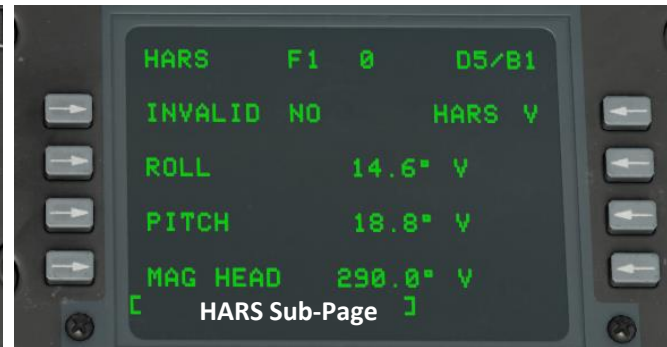 HARS F1 0 D5/B1
INVALID NO HARS V
ROLL 14.6° V
PITCH 18.8° V
MAG HEAD 290.0° V
[ HARS Sub-Page ]